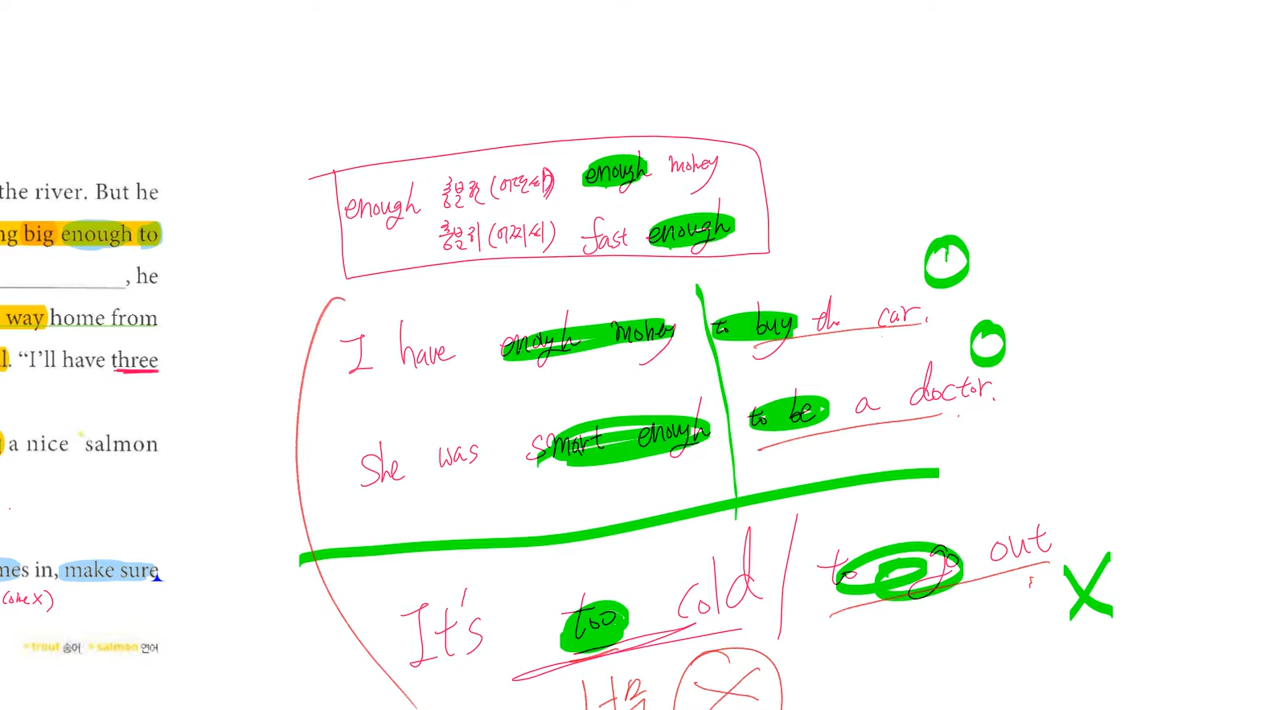 the river. But he
ng big enough to
, he
way home from
l. “I'll have three
a nice *salmon
mes in, make sure
(one X)
*trout 숭어 *salmon 연어
enough 충분한 (어떤) enough money
충분히 (어찌씨) fast enough
I have enough money to buy the car.
She was smart enough to be a doctor.
It's too cold to go out X
X